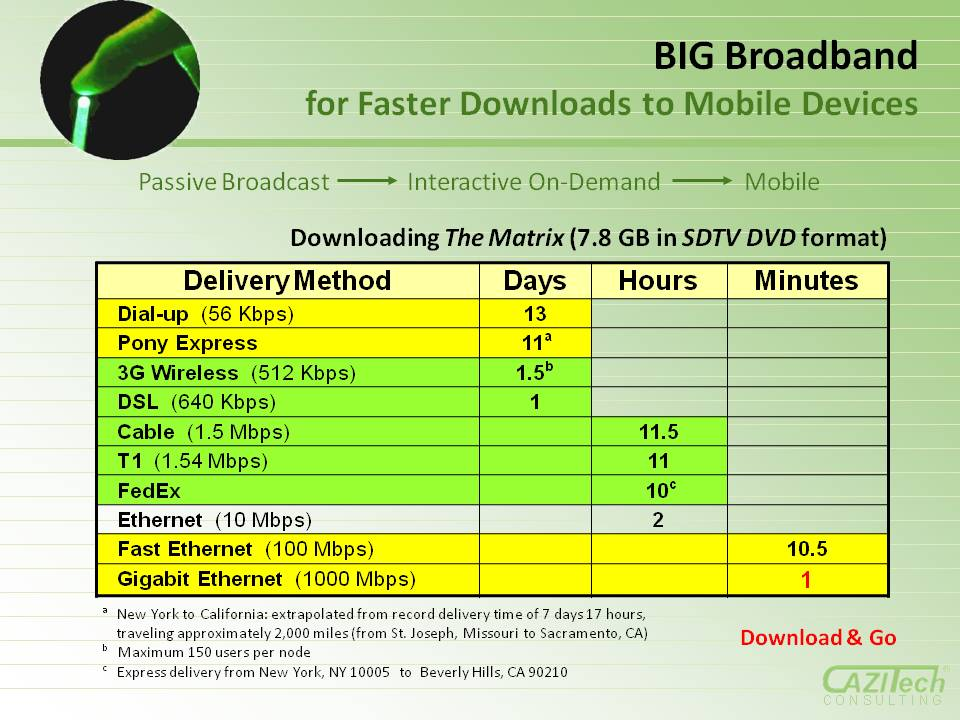 BIG Broadband
for Faster Downloads to Mobile Devices
Passive Broadcast → Interactive On-Demand → Mobile
Downloading The Matrix (7.8 GB in SDTV DVD format)
Delivery Method Days Hours Minutes
Dial-up (56 Kbps) 13
Pony Express 11a
3G Wireless (512 Kbps) 1.5b
DSL (640 Kbps) 1
Cable (1.5 Mbps) 11.5
T1 (1.54 Mbps) 11
FedEx 10c
Ethernet (10 Mbps) 2
Fast Ethernet (100 Mbps) 10.5
Gigabit Ethernet (1000 Mbps) 1
a New York to California: extrapolated from record delivery time of 7 days 17 hours,
traveling approximately 2,000 miles (from St. Joseph, Missouri to Sacramento, CA)
b Maximum 150 users per node
c Express delivery from New York, NY 10005 to Beverly Hills, CA 90210
Download & Go
CAZITech®
CONSULTING